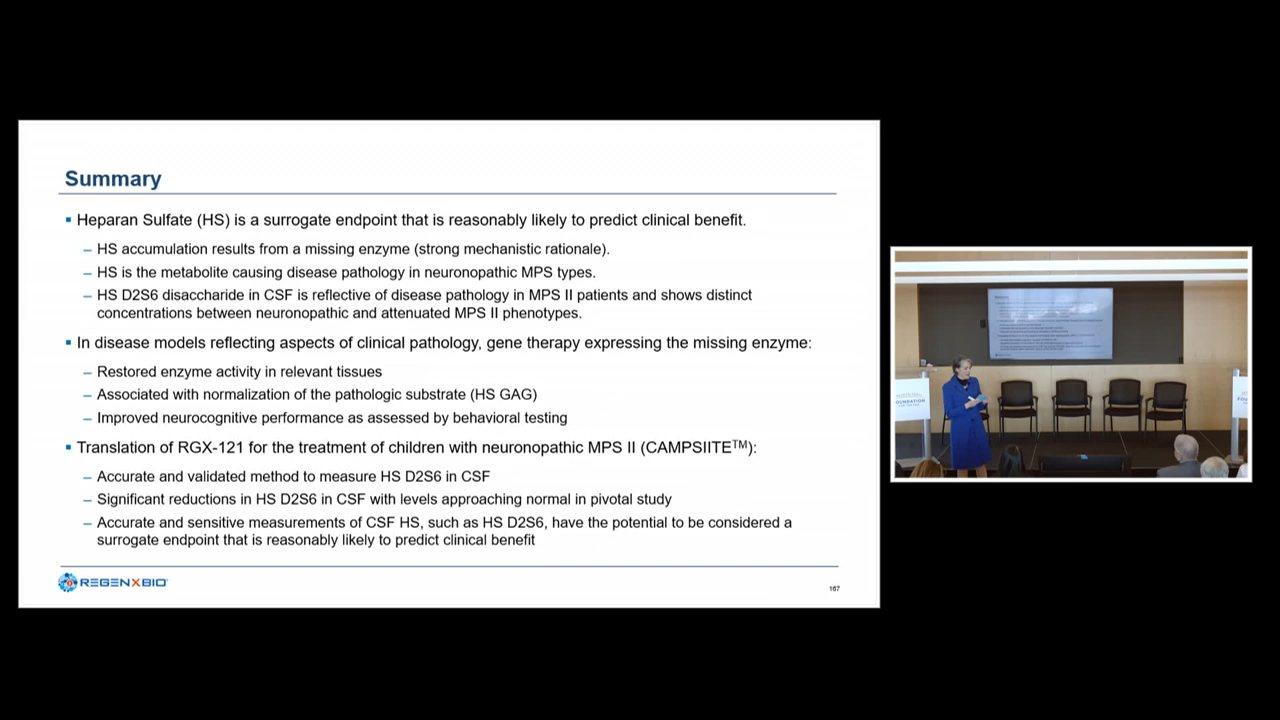 Summary
▪ Heparan Sulfate (HS) is a surrogate endpoint that is reasonably likely to predict clinical benefit.
– HS accumulation results from a missing enzyme (strong mechanistic rationale).
– HS is the metabolite causing disease pathology in neuronopathic MPS types.
– HS D2S6 disaccharide in CSF is reflective of disease pathology in MPS II patients and shows distinct
concentrations between neuronopathic and attenuated MPS II phenotypes.
▪ In disease models reflecting aspects of clinical pathology, gene therapy expressing the missing enzyme:
– Restored enzyme activity in relevant tissues
– Associated with normalization of the pathologic substrate (HS GAG)
– Improved neurocognitive performance as assessed by behavioral testing
▪ Translation of RGX-121 for the treatment of children with neuronopathic MPS II (CAMPSIITE™):
– Accurate and validated method to measure HS D2S6 in CSF
– Significant reductions in HS D2S6 in CSF with levels approaching normal in pivotal study
– Accurate and sensitive measurements of CSF HS, such as HS D2S6, have the potential to be considered a
surrogate endpoint that is reasonably likely to predict clinical benefit
REGENXBIO
167